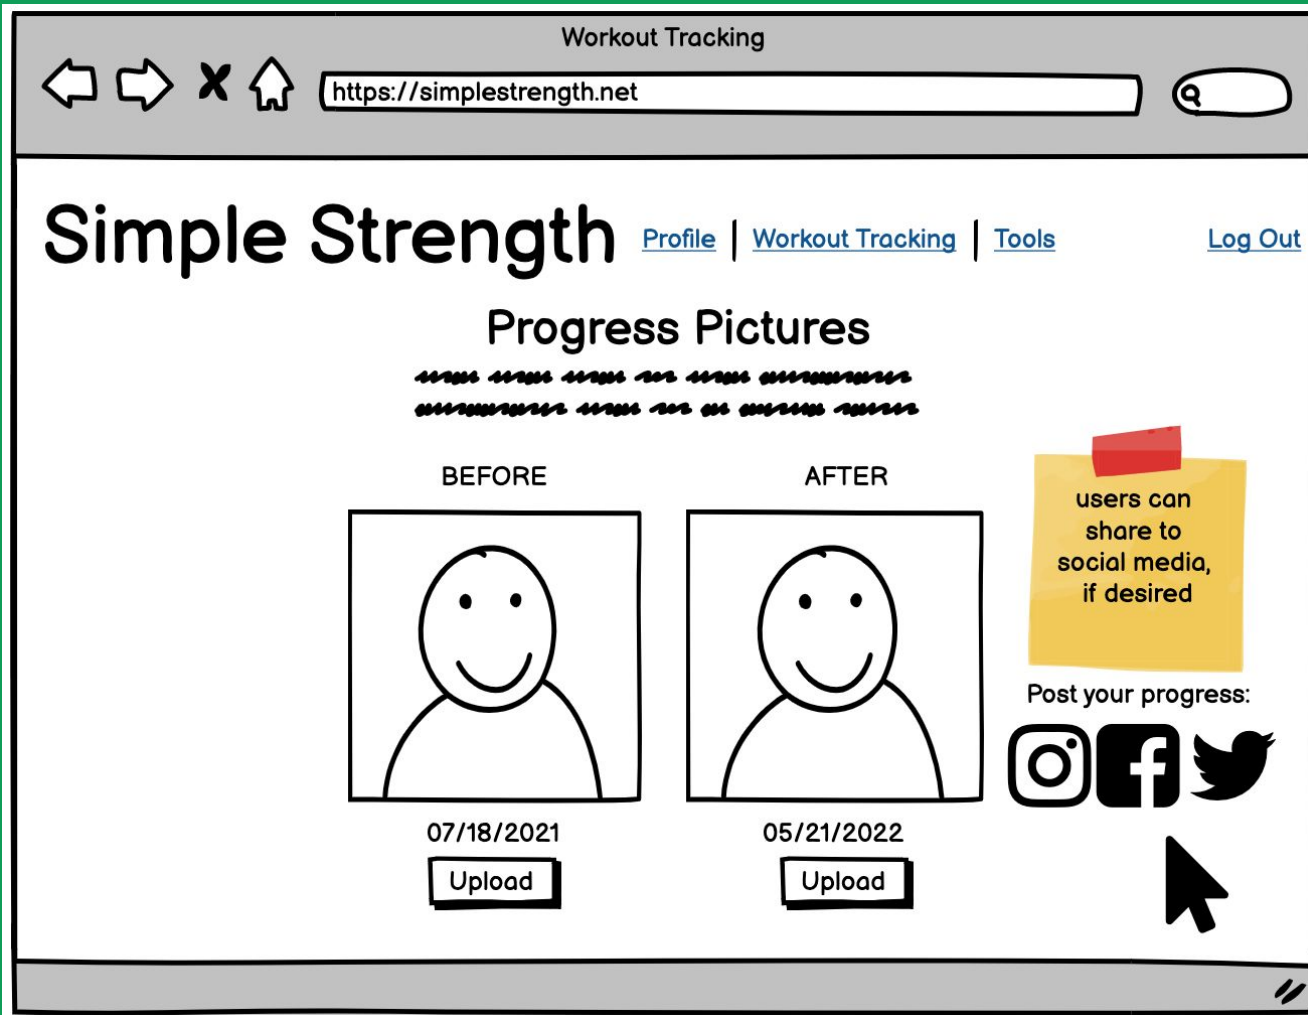 Workout Tracking
https://simplestrength.net
Simple Strength
Profile | Workout Tracking | Tools
Log Out
Progress Pictures
BEFORE
AFTER
users can
share to
social media,
if desired
Post your progress:
07/18/2021
05/21/2022
Upload
Upload